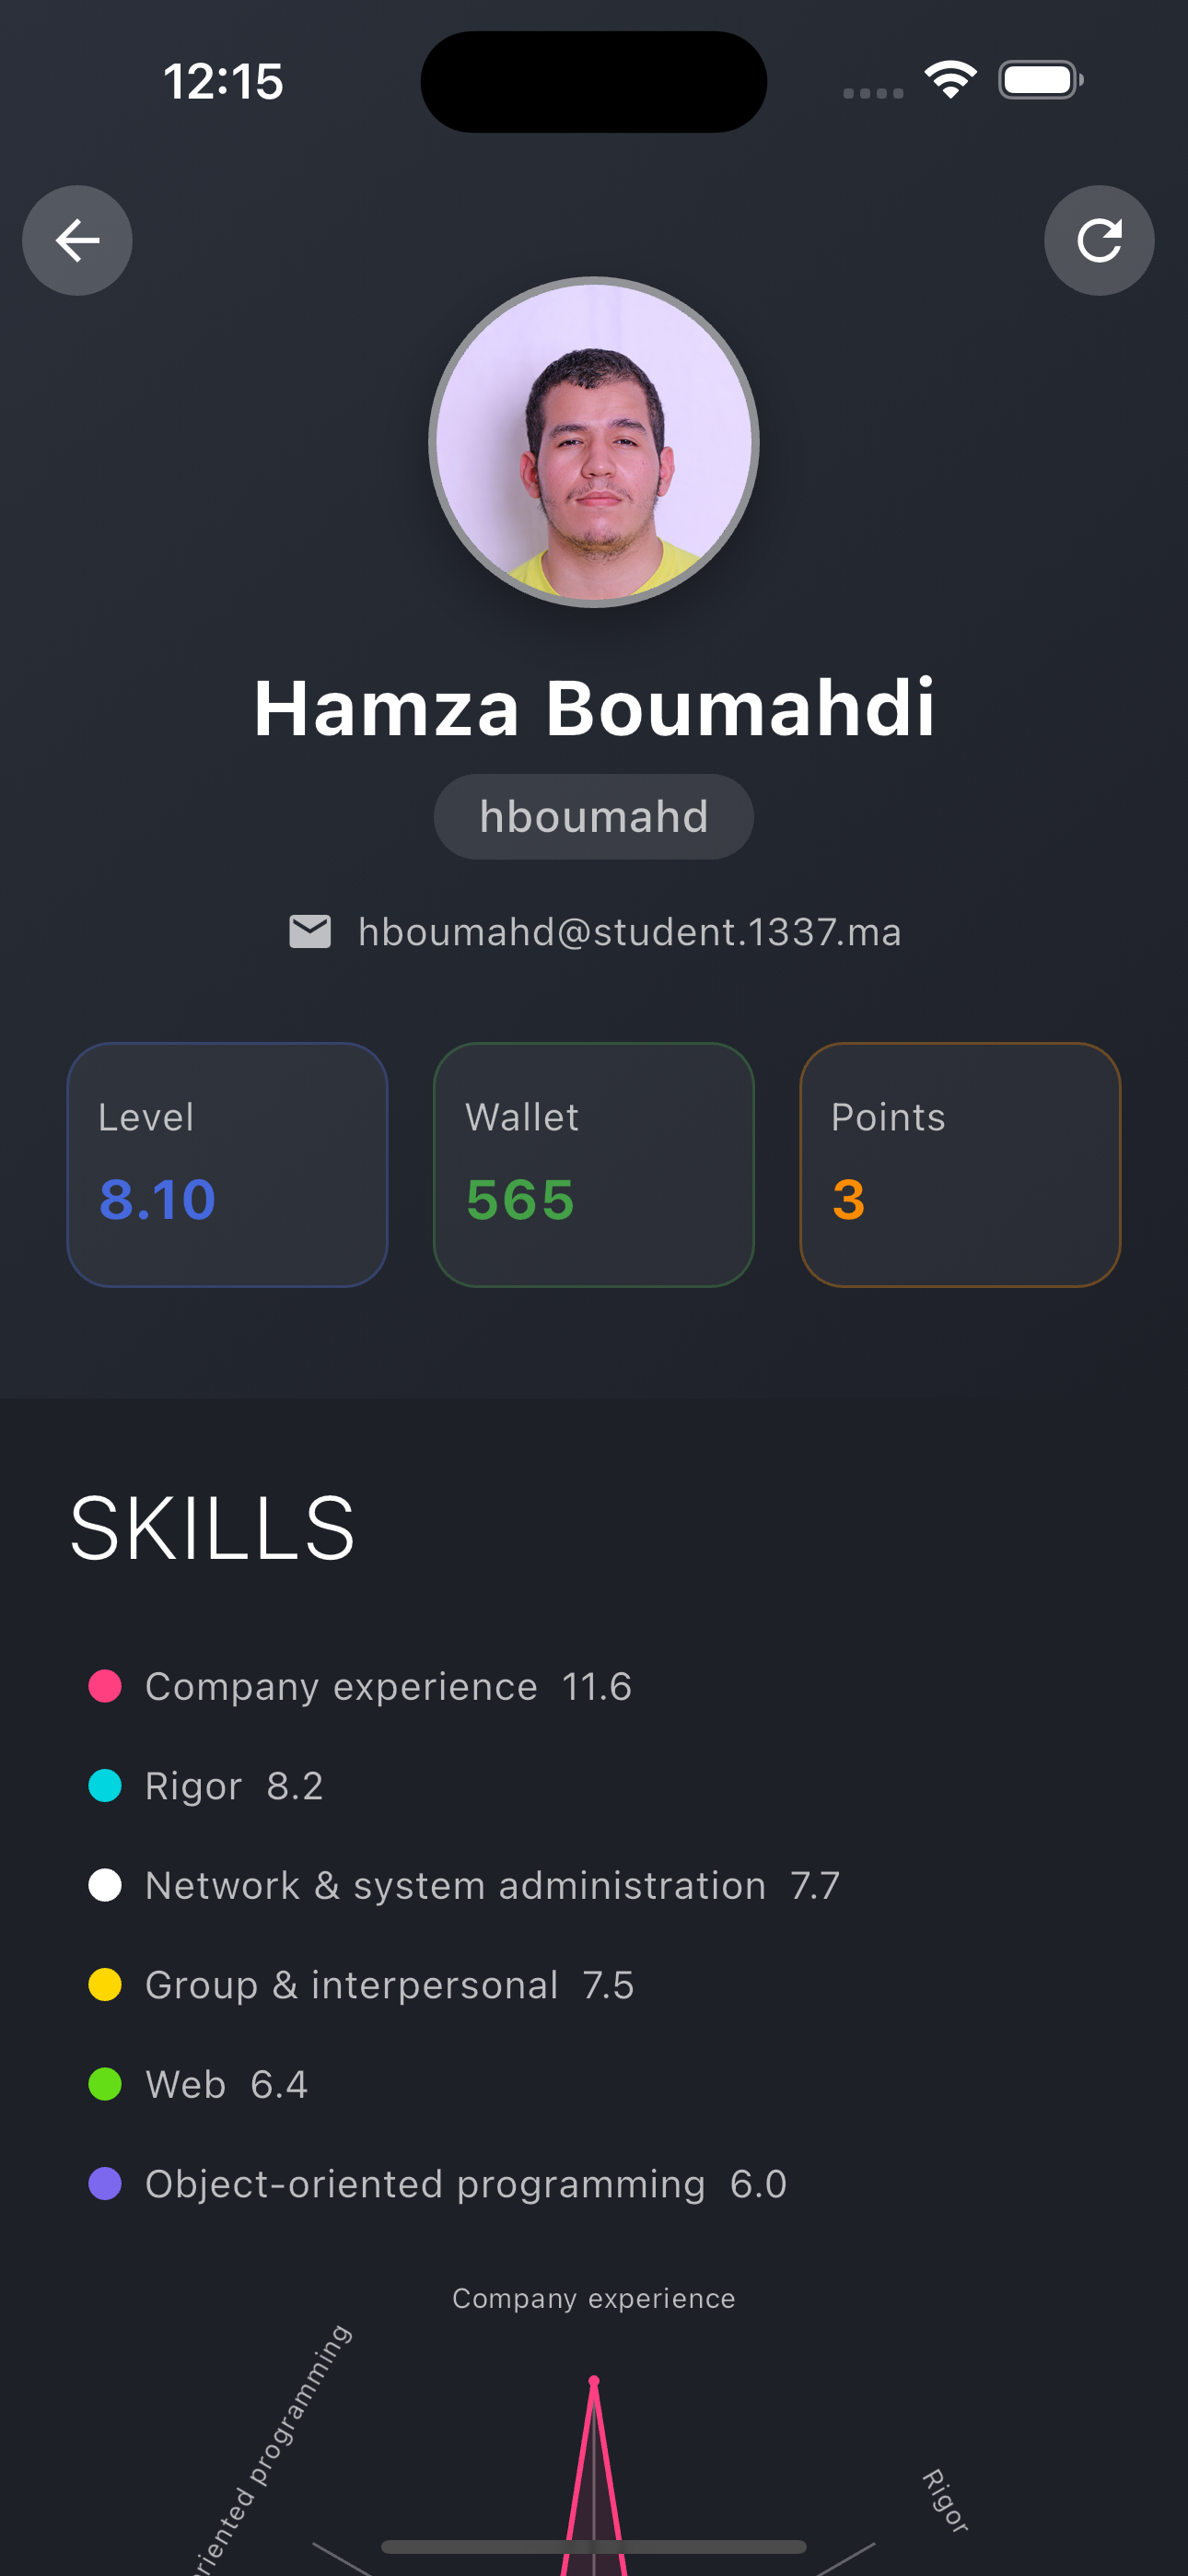 12:15
Hamza Boumahdi
hboumahd
hboumahd@student.1337.ma
Level
8.10
Wallet
565
Points
3
SKILLS
Company experience 11.6
Rigor 8.2
Network & system administration 7.7
Group & interpersonal 7.5
Web 6.4
Object-oriented programming 6.0
Company experience
programming
Rigor